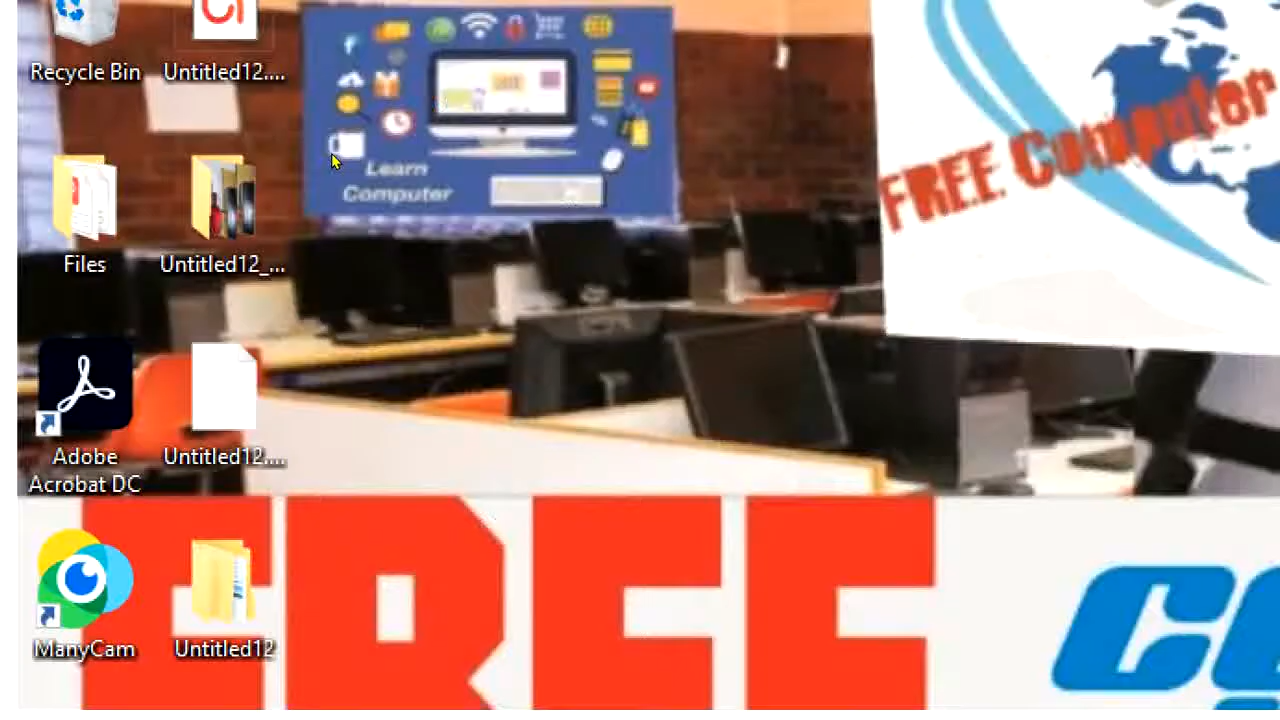 Recycle Bin
Untitled12....
Learn
Computer
FREE Computer
Files
Untitled12_...
Adobe
Acrobat DC
Untitled12....
ManyCam
Untitled12
FREE